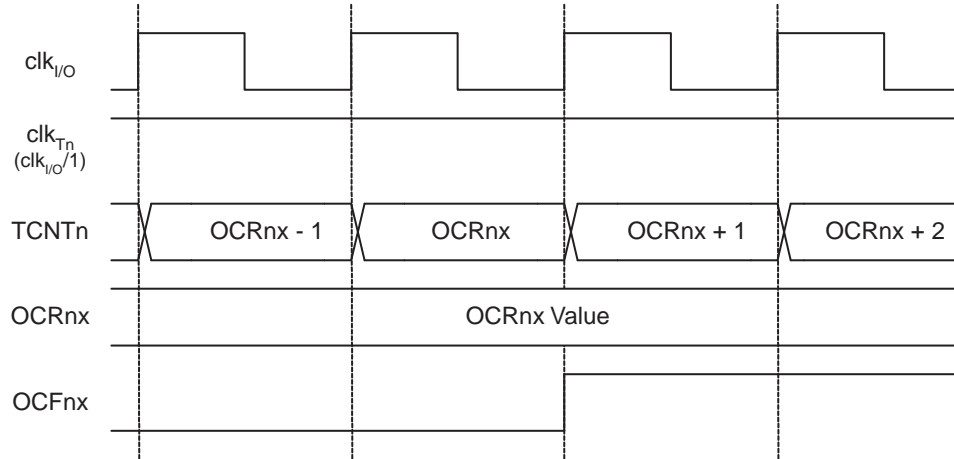 clkI/O
clkTn
(clkI/O/1)
TCNTn OCRnx - 1 OCRnx OCRnx + 1 OCRnx + 2
OCRnx OCRnx Value
OCFnx